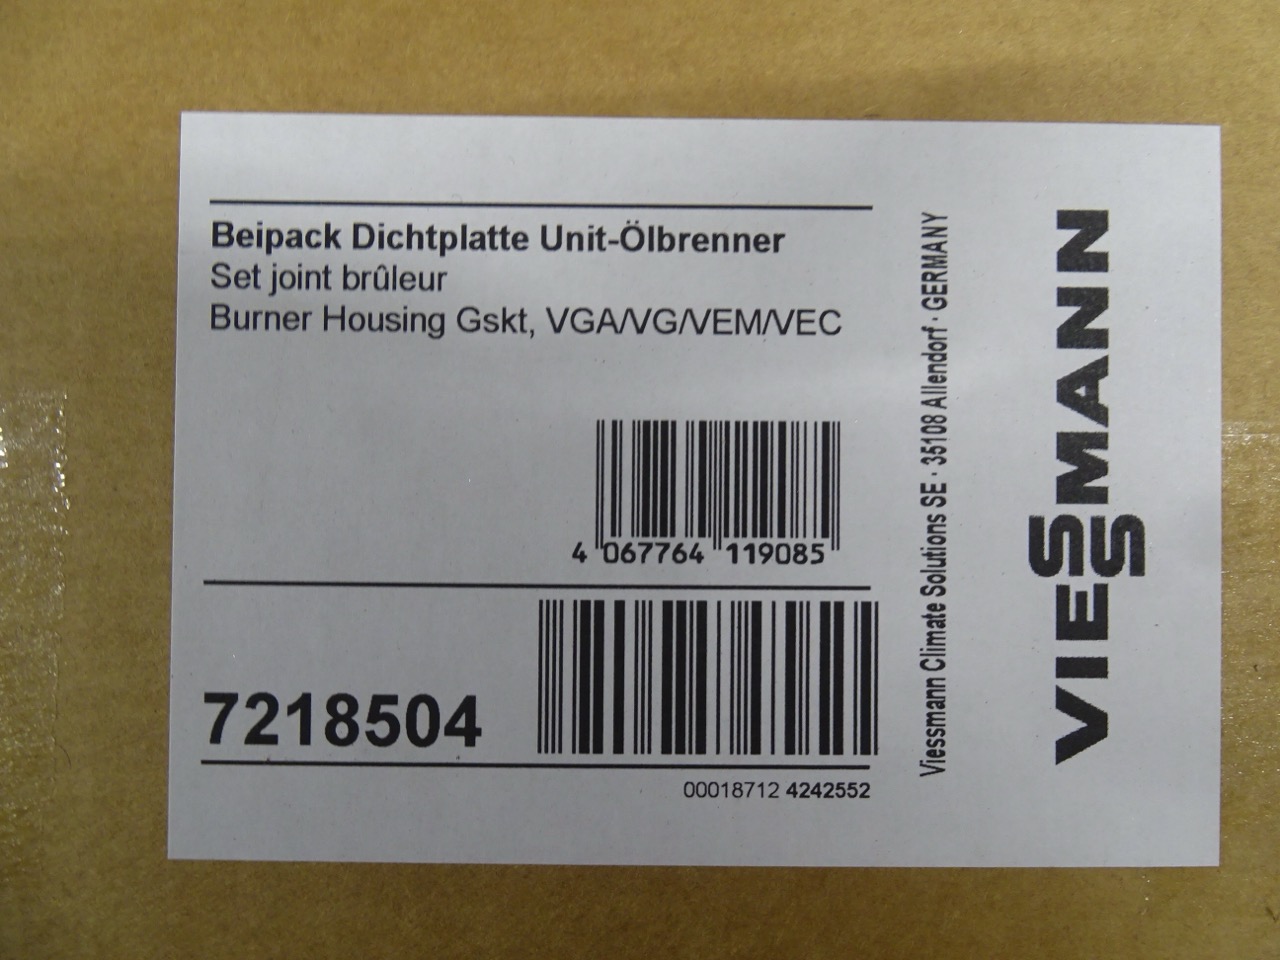 Beipack Dichtplatte Unit-Ölbrenner
Set joint brûleur
Burner Housing Gskt, VGA/VG/VEM/VEC
4 067764 119085
7218504
00018712 4242552
Viessmann Climate Solutions SE · 35108 Allendorf · GERMANY
VIESSMANN